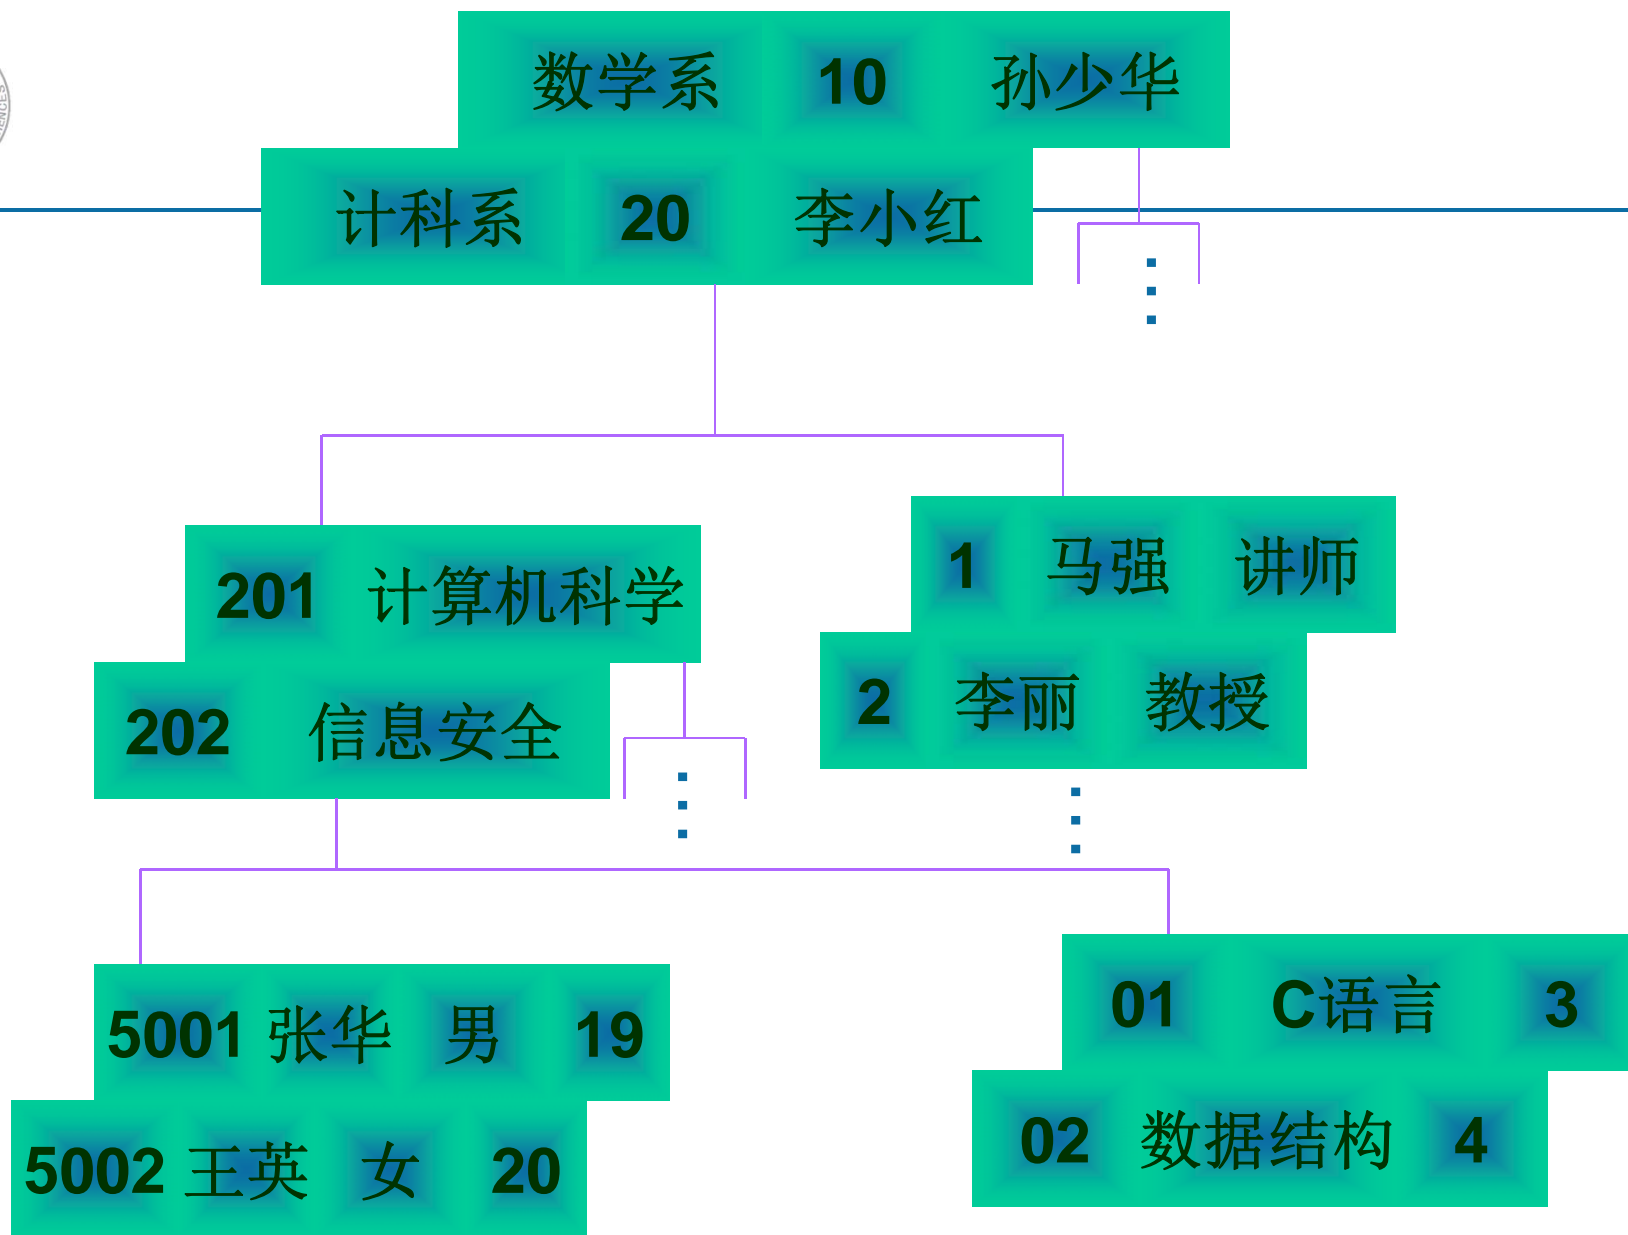 数学系 10 孙少华
计科系 20 李小红
201 计算机科学
202 信息安全
1 马强 讲师
2 李丽 教授
5001 张华 男 19
5002 王英 女 20
01 C语言 3
02 数据结构 4